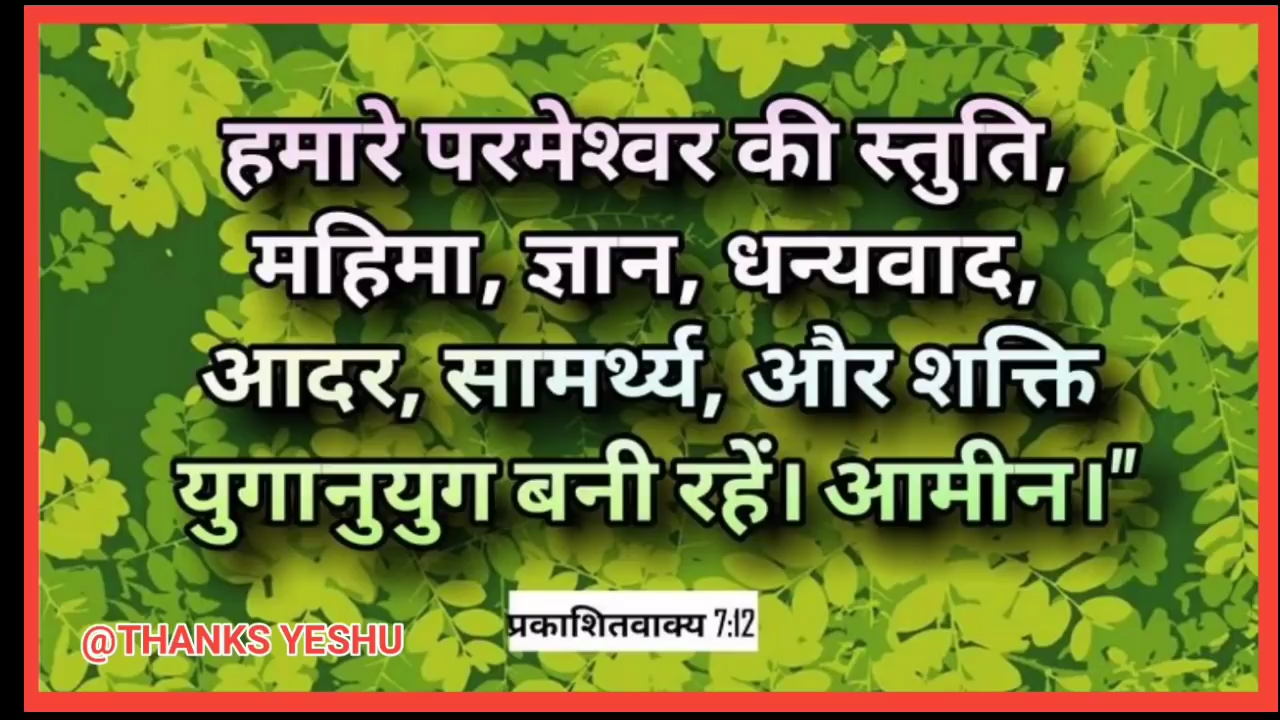 हमारे परमेश्वर की स्तुति,
महिमा, ज्ञान, धन्यवाद,
आदर, सामर्थ्य, और शक्ति
युगानुयुग बनी रहें। आमीन।"
प्रकाशितवाक्य 7:12
@THANKS YESHU